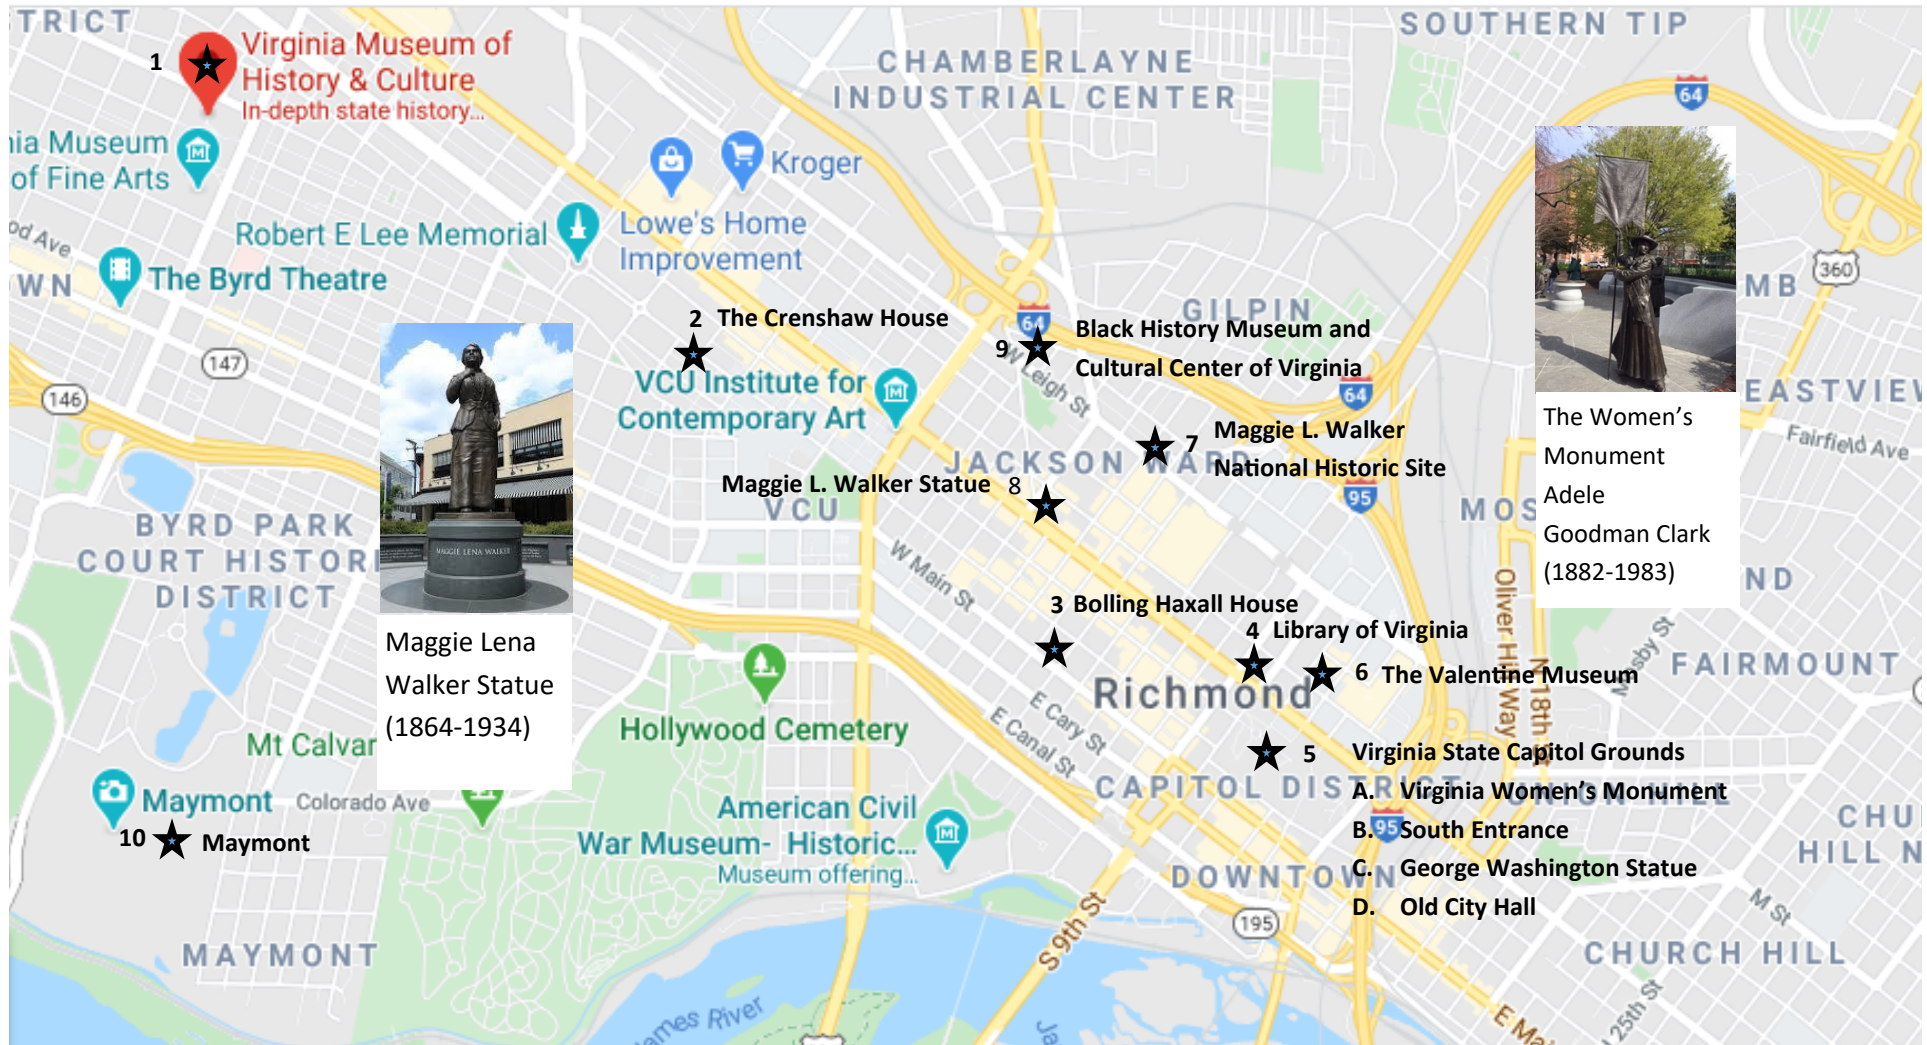 TRICT
1
Virginia Museum of
History & Culture
In-depth state history...
nia Museum
of Fine Arts
Kroger
Lowe's Home
Improvement
Robert E Lee Memorial
od Ave
The Byrd Theatre
WN
147
146
CHAMBERLAYNE
INDUSTRIAL CENTER
SOUTHERN TIP
64
360
MB
EASTVIEW
Fairfield Ave
GILPIN
2 The Crenshaw House
64
9
Black History Museum and
Cultural Center of Virginia
W Leigh St
64
VCU Institute for
Contemporary Art
JACKSON WARD
7
Maggie L. Walker
National Historic Site
Maggie L. Walker Statue 8
VCU
95
MOS
The Women's
Monument
Adele
Goodman Clark
(1882-1983)
ND
BYRD PARK
COURT HISTORI
DISTRICT
MAGGIE LENA WALKER
Maggie Lena
Walker Statue
(1864-1934)
W Main St
3 Bolling Haxall House
4 Library of Virginia
6 The Valentine Museum
Richmond
Oliver Hill Way
N 18th St
Mosby St
FAIRMOUNT
E Cary St
E Canal St
Hollywood Cemetery
Mt Calvar
Maymont
Colorado Ave
10 Maymont
MAYMONT
American Civil
War Museum- Historic...
Museum offering...
5 Virginia State Capitol Grounds
CAPITOL DISTRICT
UNION HILL
A. Virginia Women's Monument
B. South Entrance
95
C. George Washington Statue
D. Old City Hall
DOWNTOWN
195
S 9th St
James River
Ja
CHU
HILL N
M St
CHURCH HILL
25th St
E Ma